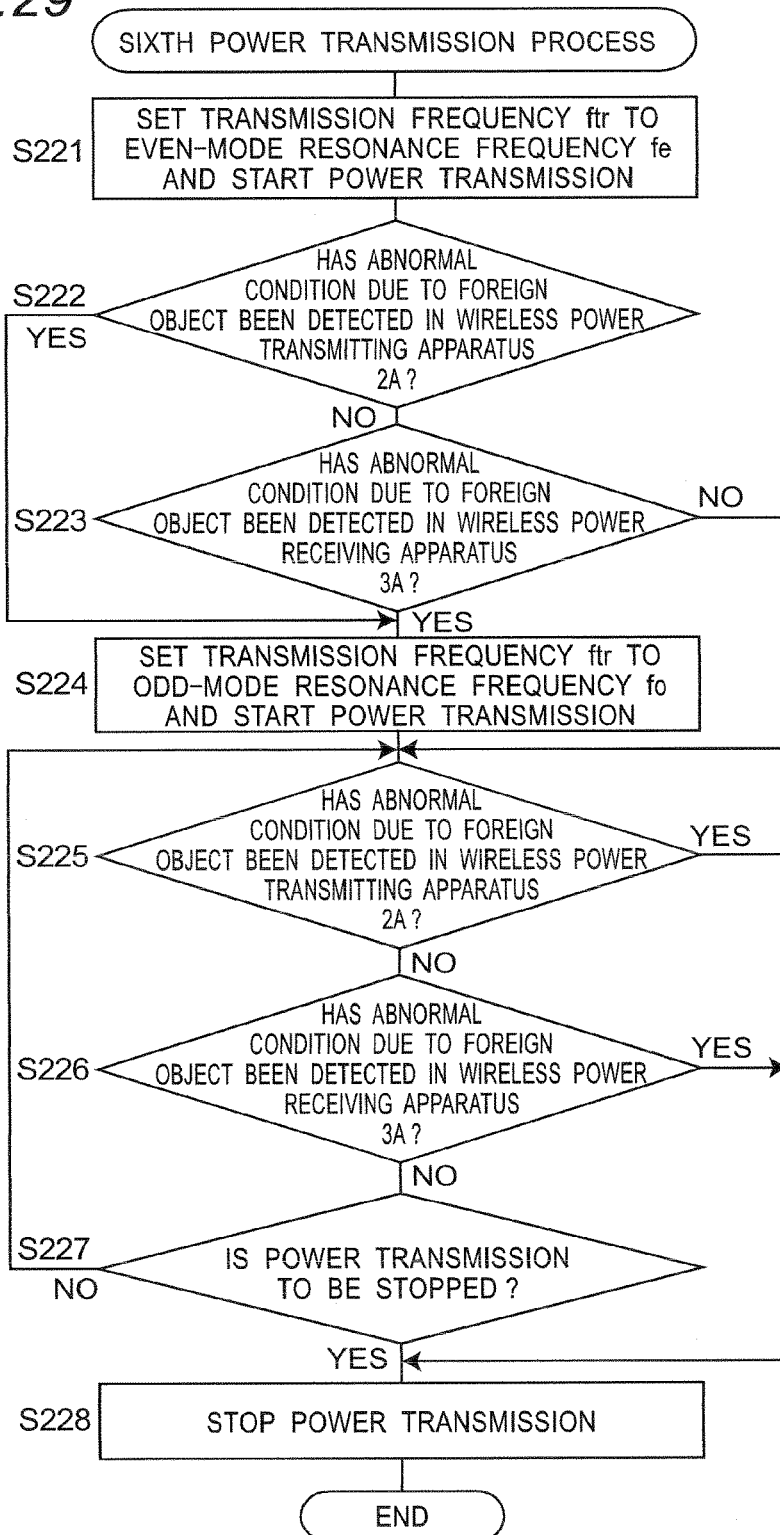 .29
SIXTH POWER TRANSMISSION PROCESS
S221
SET TRANSMISSION FREQUENCY ftr TO
EVEN-MODE RESONANCE FREQUENCY fe
AND START POWER TRANSMISSION
S222
YES
HAS ABNORMAL
CONDITION DUE TO FOREIGN
OBJECT BEEN DETECTED IN WIRELESS POWER
TRANSMITTING APPARATUS
2A?
NO
S223
HAS ABNORMAL
CONDITION DUE TO FOREIGN
OBJECT BEEN DETECTED IN WIRELESS POWER
RECEIVING APPARATUS
3A?
NO
YES
S224
SET TRANSMISSION FREQUENCY ftr TO
ODD-MODE RESONANCE FREQUENCY fo
AND START POWER TRANSMISSION
S225
HAS ABNORMAL
CONDITION DUE TO FOREIGN
OBJECT BEEN DETECTED IN WIRELESS POWER
TRANSMITTING APPARATUS
2A?
YES
NO
S226
HAS ABNORMAL
CONDITION DUE TO FOREIGN
OBJECT BEEN DETECTED IN WIRELESS POWER
RECEIVING APPARATUS
3A?
YES
NO
S227
NO
IS POWER TRANSMISSION
TO BE STOPPED?
YES
S228
STOP POWER TRANSMISSION
END